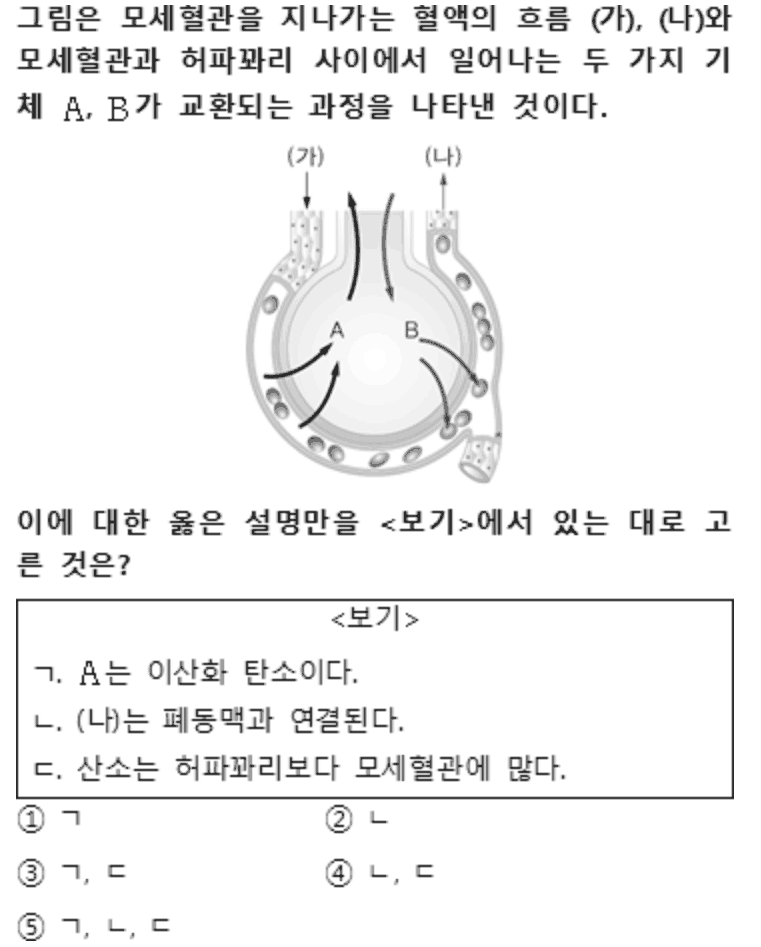 그림은 모세혈관을 지나가는 혈액의 흐름 (가), (나)와
모세혈관과 허파꽈리 사이에서 일어나는 두 가지 기
체 A, B가 교환되는 과정을 나타낸 것이다.
(가) (나)
A B
이에 대한 옳은 설명만을 <보기>에서 있는 대로 고
른 것은?
<보기>
ㄱ. A는 이산화 탄소이다.
ㄴ. (나)는 폐동맥과 연결된다.
ㄷ. 산소는 허파꽈리보다 모세혈관에 많다.
① ㄱ ② ㄴ
③ ㄱ, ㄷ ④ ㄴ, ㄷ
⑤ ㄱ, ㄴ, ㄷ